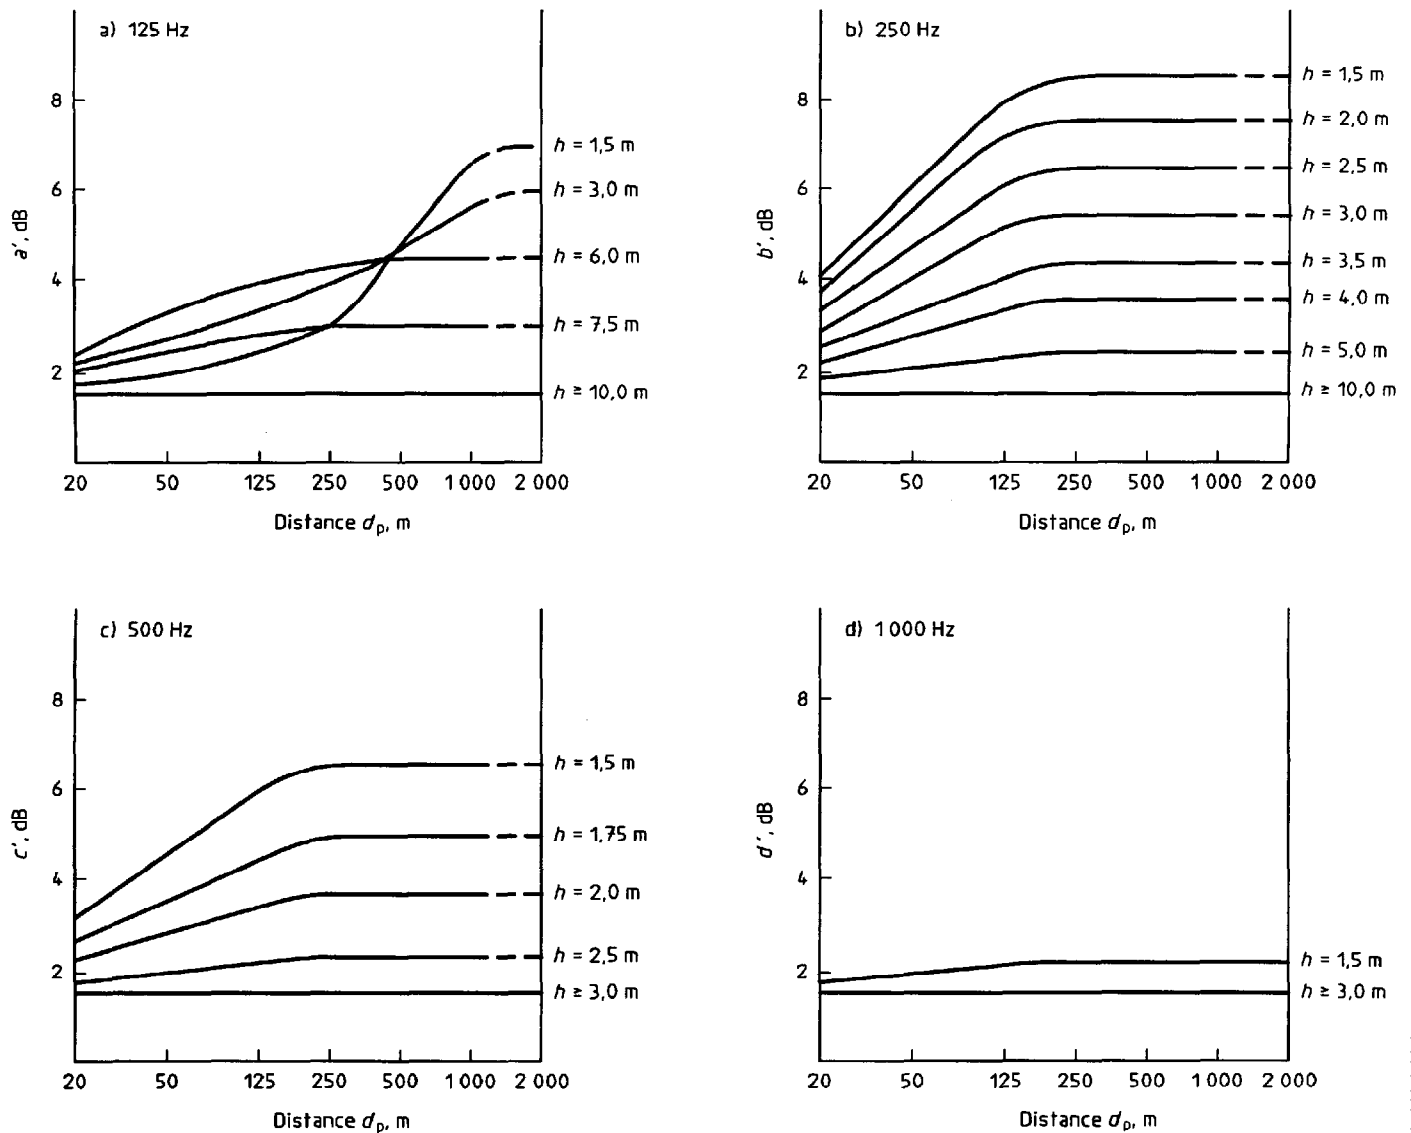 a) 125 Hz
8
6
4
2
a′, dB
h = 1,5 m
h = 3,0 m
h = 6,0 m
h = 7,5 m
h ≥ 10,0 m
20 50 125 250 500 1 000 2 000
Distance dp, m
b) 250 Hz
8
6
4
2
b′, dB
h = 1,5 m
h = 2,0 m
h = 2,5 m
h = 3,0 m
h = 3,5 m
h = 4,0 m
h = 5,0 m
h ≥ 10,0 m
20 50 125 250 500 1 000 2 000
Distance dp, m
c) 500 Hz
8
6
4
2
c′, dB
h = 1,5 m
h = 1,75 m
h = 2,0 m
h = 2,5 m
h ≥ 3,0 m
20 50 125 250 500 1 000 2 000
Distance dp, m
d) 1 000 Hz
8
6
4
2
d′, dB
h = 1,5 m
h ≥ 3,0 m
20 50 125 250 500 1 000 2 000
Distance dp, m